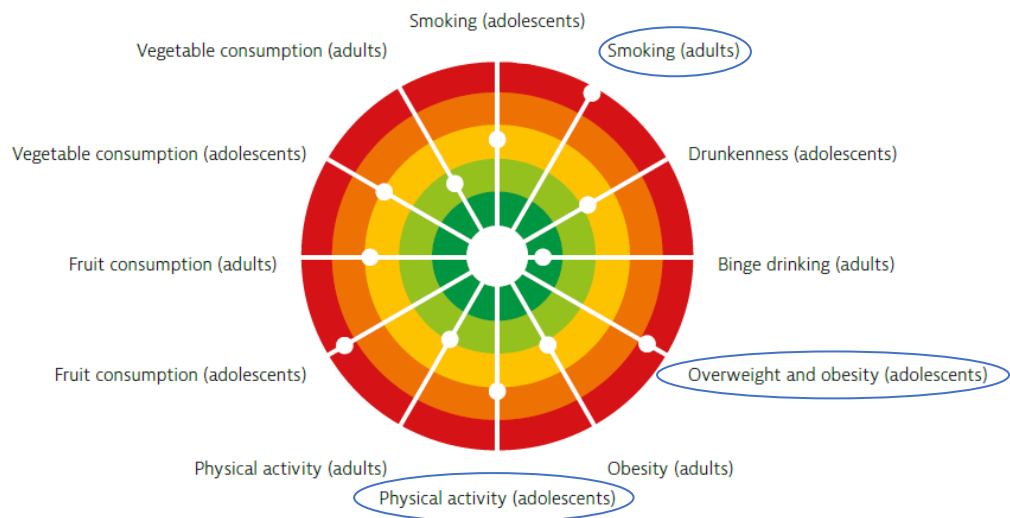 Smoking (adolescents)
Vegetable consumption (adults)
Smoking (adults)
Vegetable consumption (adolescents)
Drunkenness (adolescents)
Fruit consumption (adults)
Binge drinking (adults)
Fruit consumption (adolescents)
Overweight and obesity (adolescents)
Physical activity (adults)
Obesity (adults)
Physical activity (adolescents)